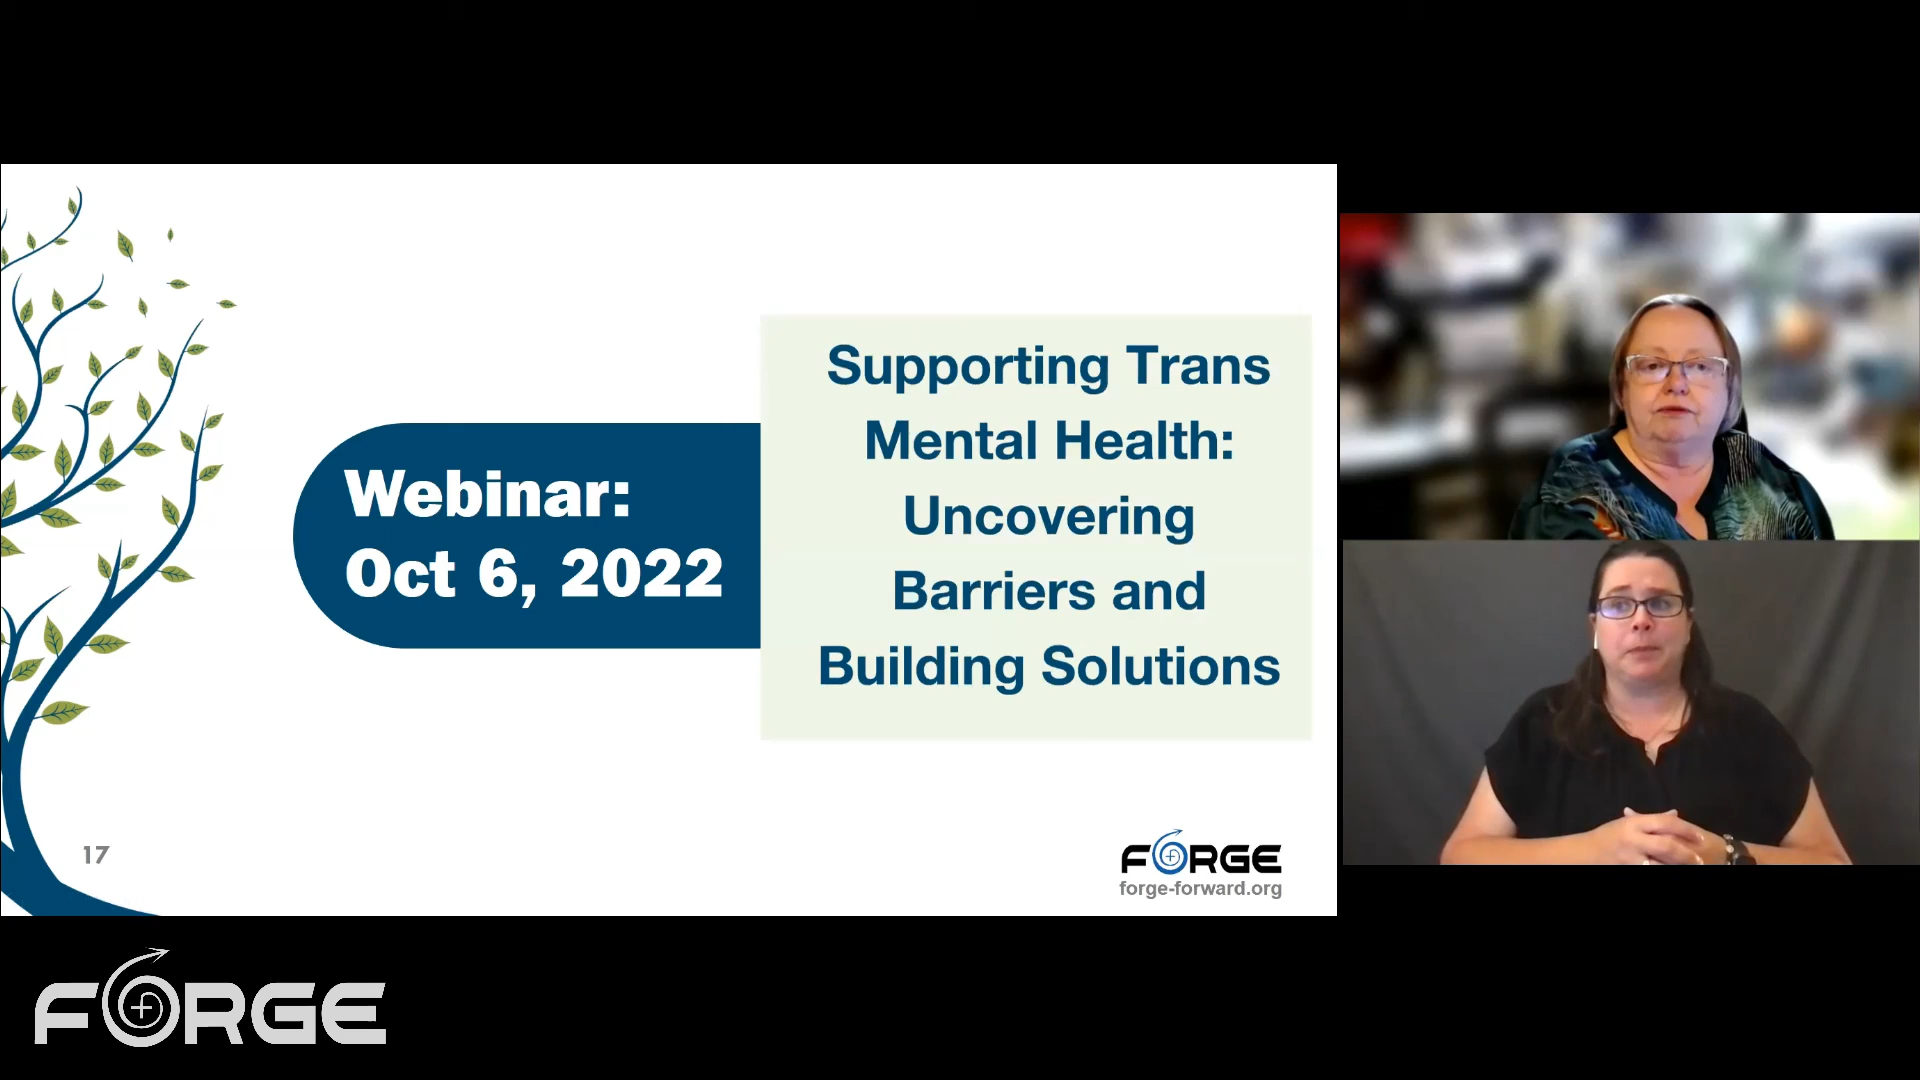 Webinar:
Oct 6, 2022
Supporting Trans
Mental Health:
Uncovering
Barriers and
Building Solutions
17
FORGE
forge-forward.org
FORGE